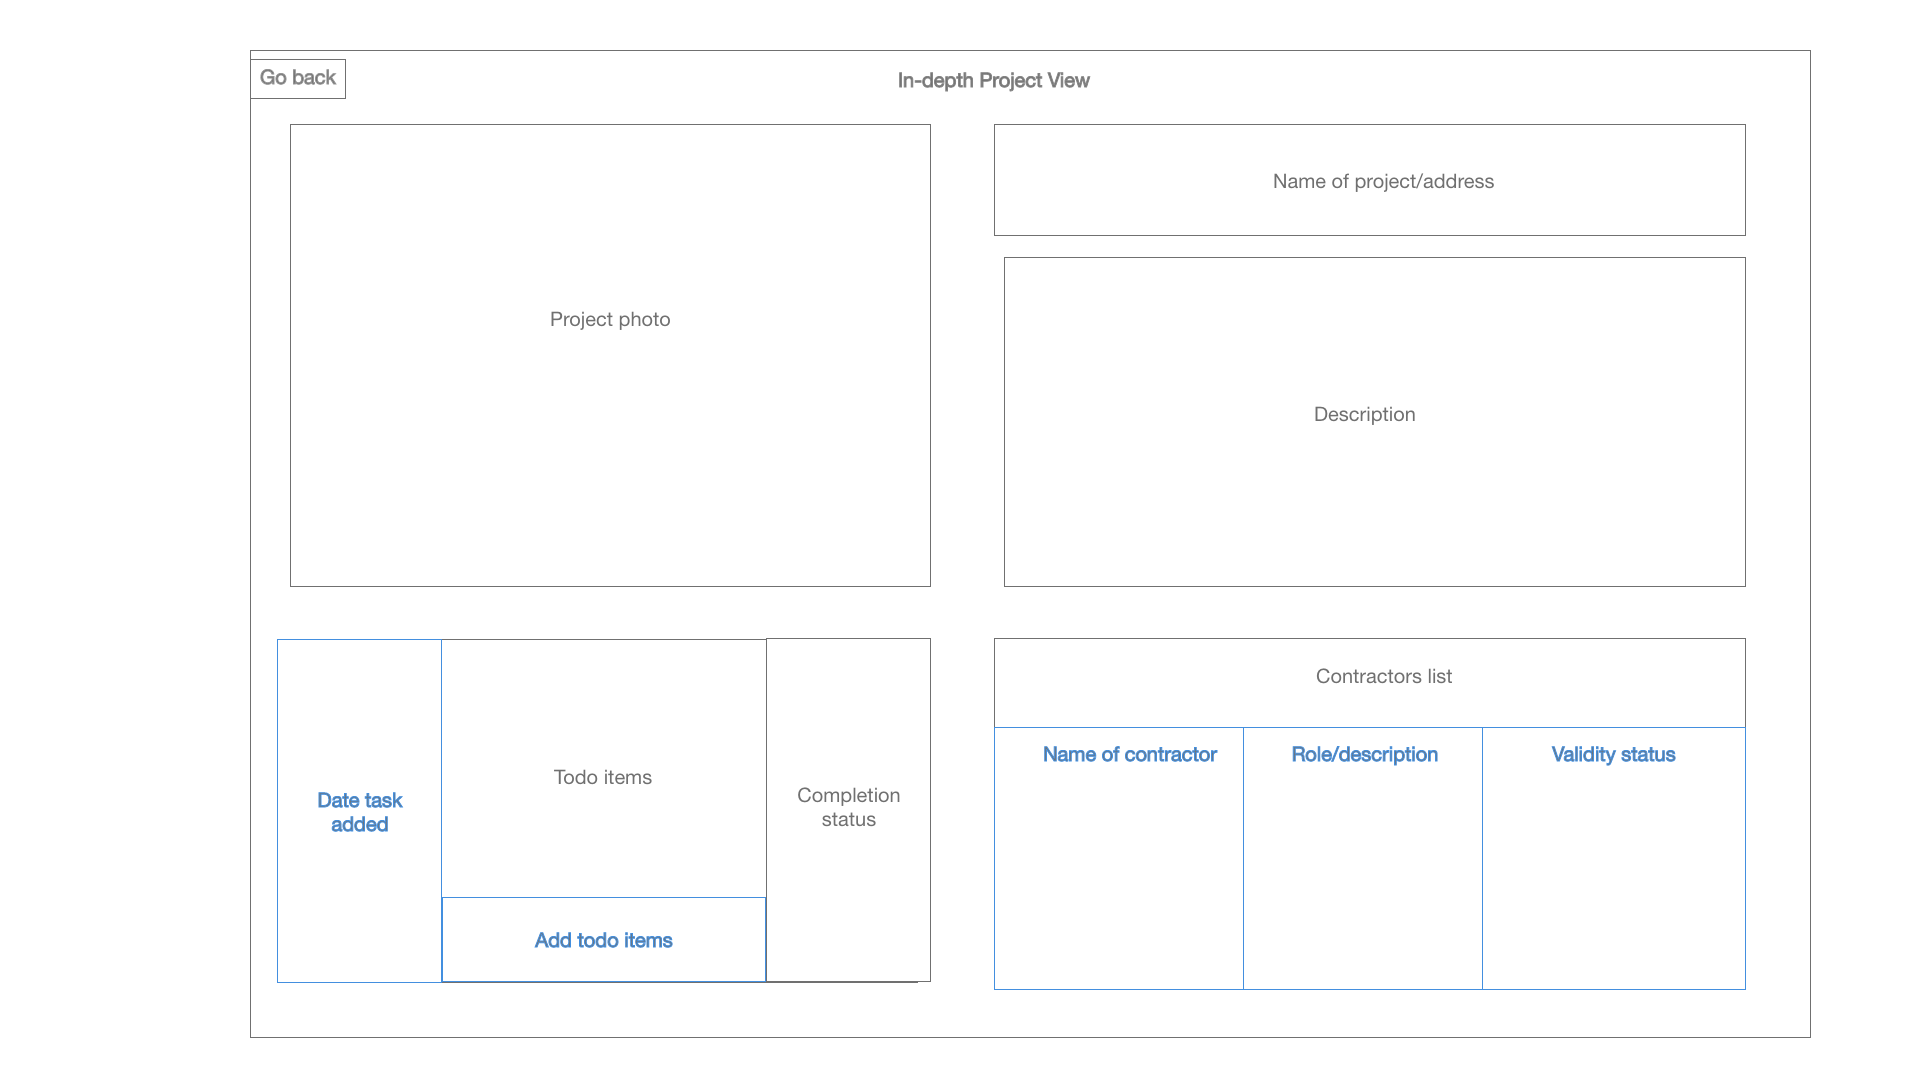 Go back
In-depth Project View
Project photo
Name of project/address
Description
Date task
added
Todo items
Add todo items
Completion
status
Contractors list
Name of contractor
Role/description
Validity status